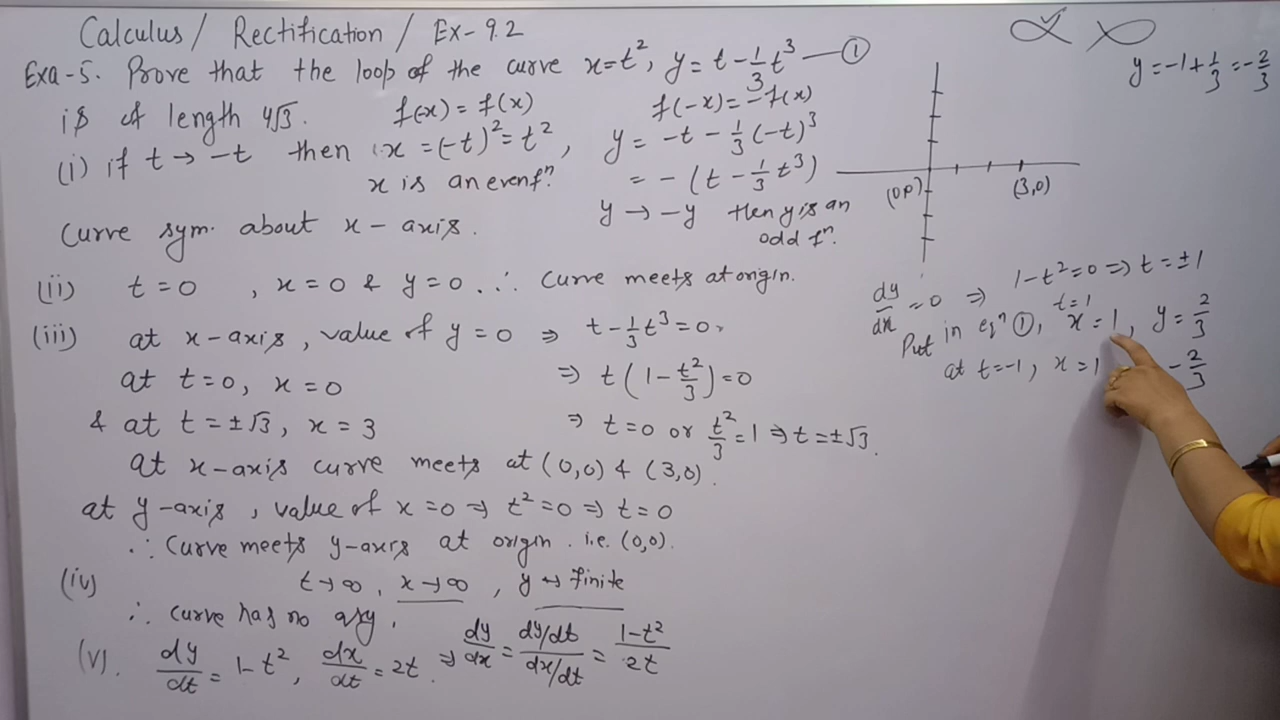 Calculus / Rectification / Ex-9.2
Exa-5. Prove that the loop of the curve x=t², y = t - 1/3 t³ — ①
is of length 4√3. f(-x) = f(x) f(-x) = -f(x)
(i) if t → -t then x = (-t)² = t², y = -t - 1/3 (-t)³
x is an even fⁿ. = - (t - 1/3 t³)
y → -y then y is an
odd fⁿ.
Curve sym. about x-axis.
(ii) t = 0 , x = 0 & y = 0 . ∴ Curve meets at origin.
(iii) at x-axis, value of y = 0 ⇒ t - 1/3 t³ = 0.
at t = 0, x = 0 ⇒ t (1 - t²/3) = 0
& at t = ±√3, x = 3 ⇒ t = 0 or t²/3 = 1 ⇒ t = ±√3.
at x-axis curve meets at (0,0) & (3,0).
at y-axis, value of x = 0 ⇒ t² = 0 ⇒ t = 0
∴ Curve meets y-axis at origin. i.e. (0,0).
(iv) t → ∞, x → ∞ , y ↔ finite
∴ curve has no asy.
(v). dy/dt = 1 - t², dx/dt = 2t. ⇒ dy/dx = dy/dt / dx/dt = 1-t² / 2t
y = -1 + 1/3 = -2/3
(0,0) (3,0)
dy/dx = 0 ⇒ 1 - t² = 0 ⇒ t = ±1
t = 1
Put in eqⁿ ①, x = 1, y = 2/3
at t = -1, x = 1 - 2/3